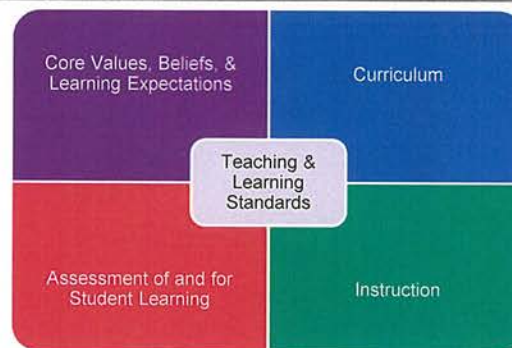 Core Values, Beliefs, &
Learning Expectations
Curriculum
Teaching &
Learning
Standards
Assessment of and for
Student Learning
Instruction